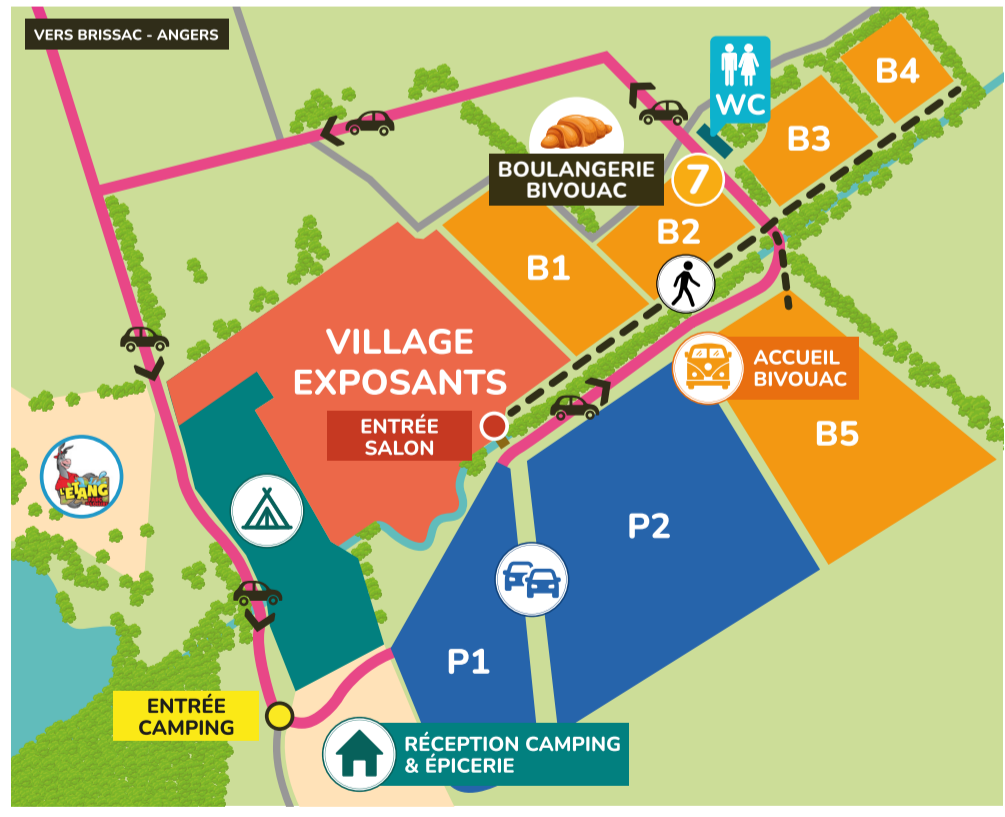 VERS BRISSAC - ANGERS
WC
B4
B3
BOULANGERIE
BIVOUAC
7
B2
B1
VILLAGE
EXPOSANTS
ACCUEIL
BIVOUAC
ENTRÉE
SALON
B5
L'ÉTANG
P2
P1
ENTRÉE
CAMPING
RÉCEPTION CAMPING
& ÉPICERIE